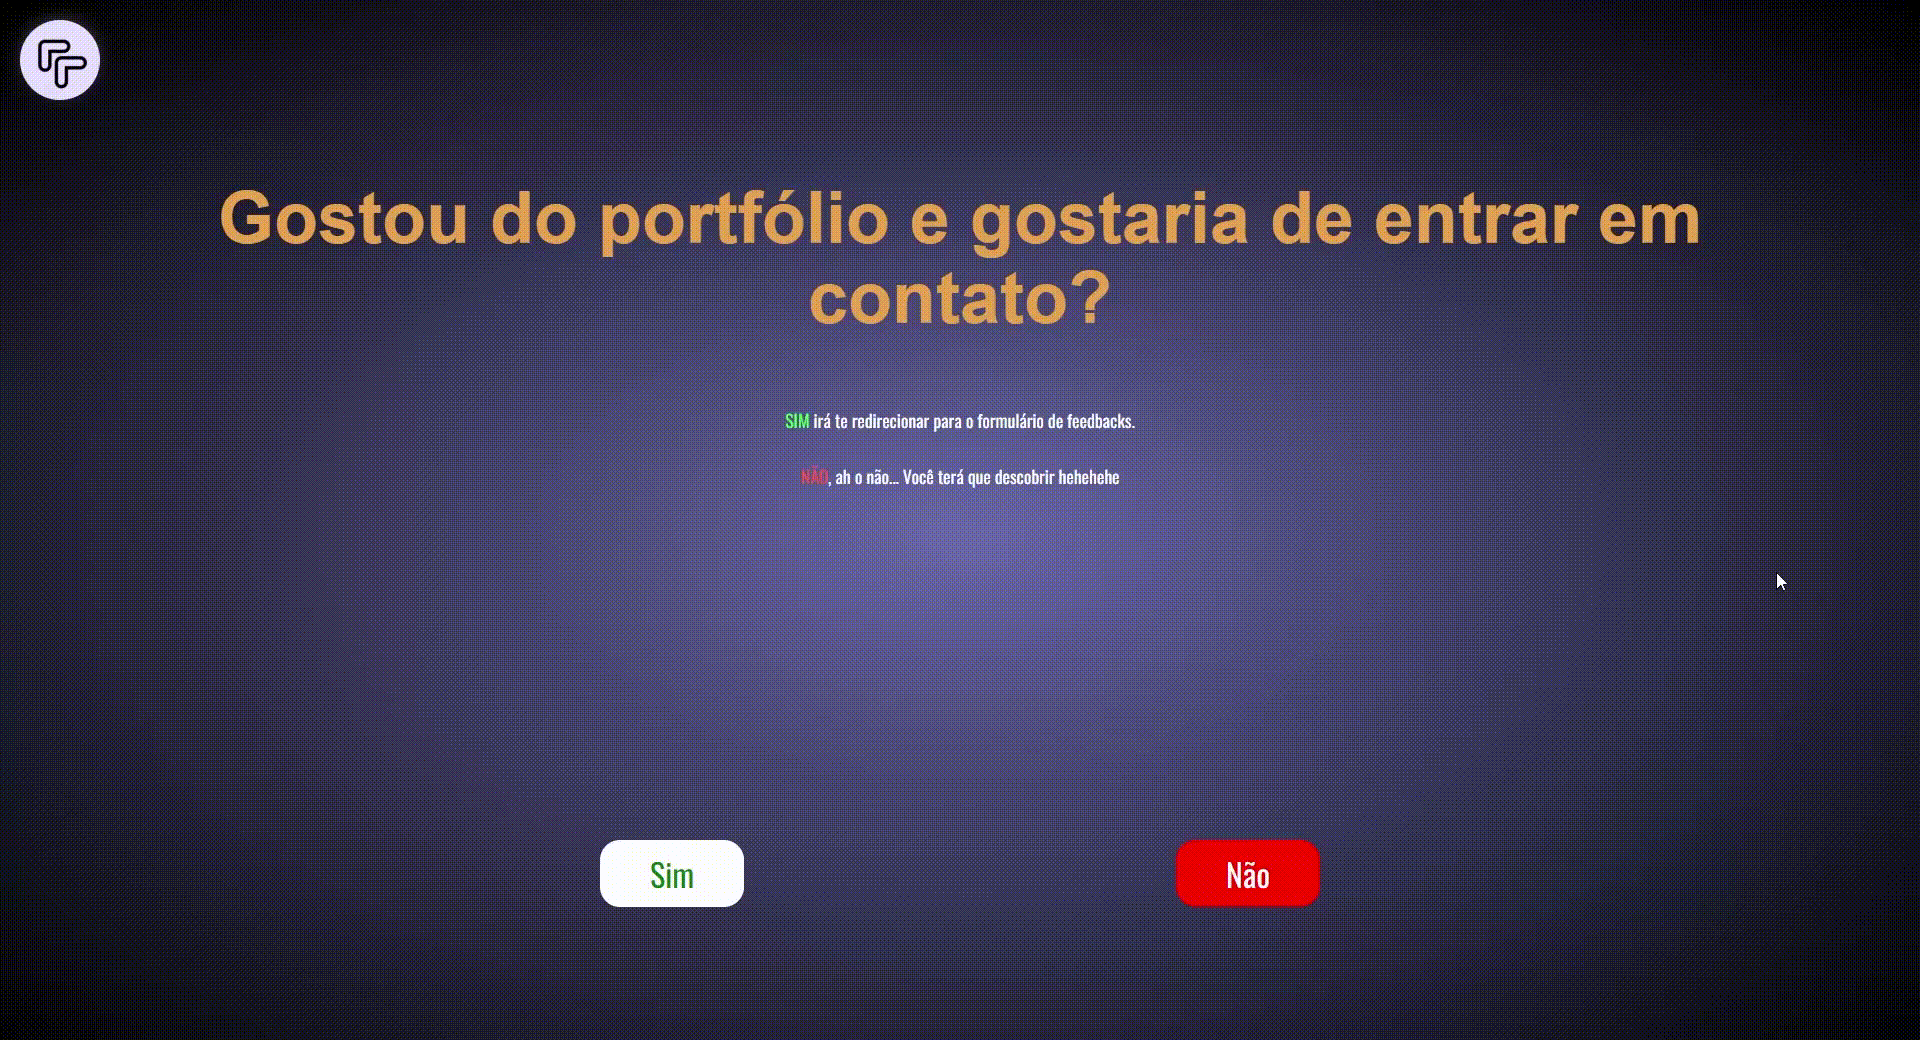 Gostou do portfólio e gostaria de entrar em
contato?
SIM irá te redirecionar para o formulário de feedbacks.
NÃO, ah o não... Você terá que descobrir hehehehe
Sim
Não